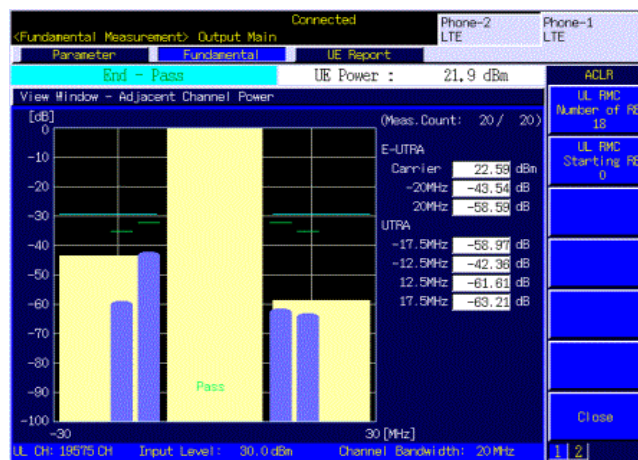 Connected
<Fundamental Measurement> Output Main
Phone-2
LTE
Phone-1
LTE
Parameter
Fundamental
UE Report
End - Pass
UE Power : 21.9 dBm
ACLR
View Window - Adjacent Channel Power
UL RMC
Number of RB
18
UL RMC
Starting RB
0
[dB]
(Meas.Count: 20 / 20)
0
-10
-20
-30
-40
-50
-60
-70
-80
-90
-100
E-UTRA
Carrier 22.59 dBm
-20MHz -43.54 dB
20MHz -58.59 dB
UTRA
-17.5MHz -58.97 dB
-12.5MHz -42.36 dB
12.5MHz -61.61 dB
17.5MHz -63.21 dB
Pass
-30
30 [MHz]
Close
UL CH: 19575 CH Input Level: 30.0 dBm Channel Bandwidth: 20 MHz
1 2